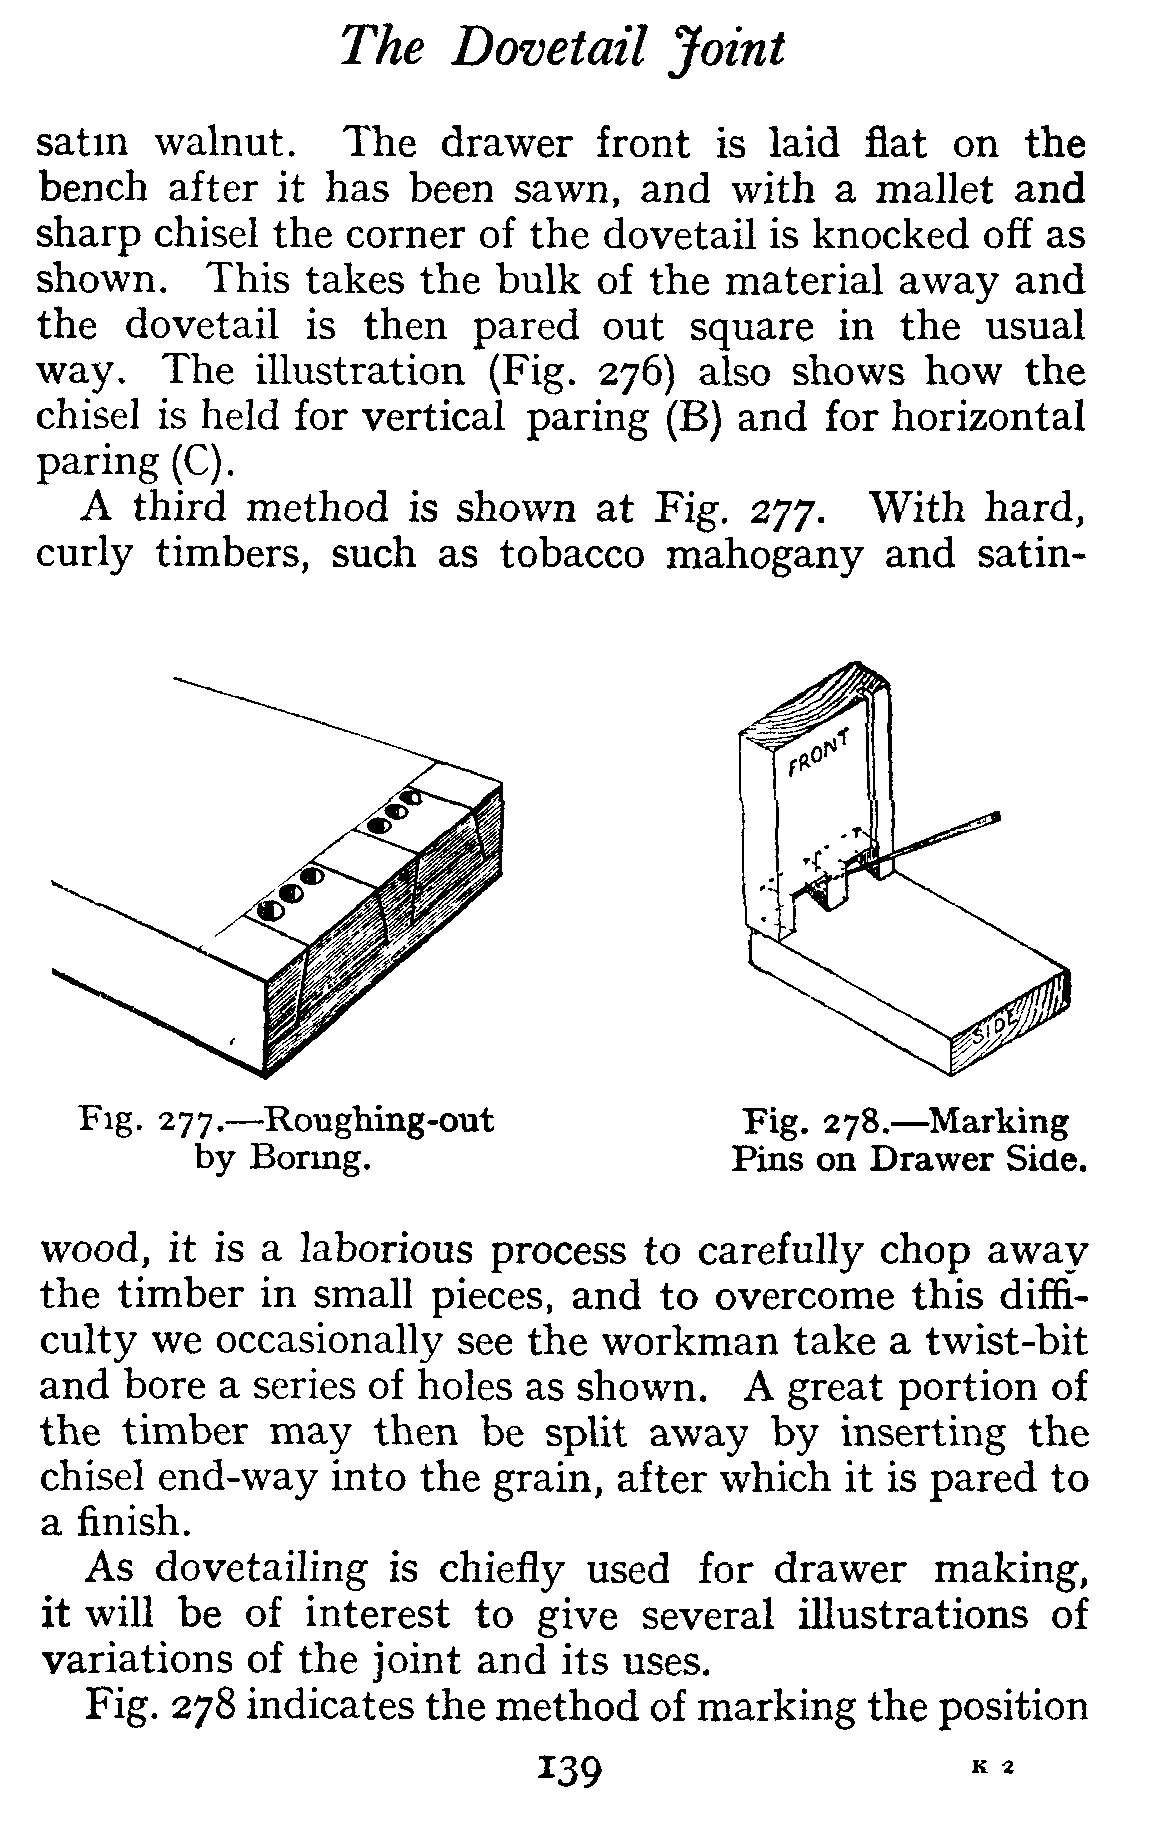 The Dovetail Joint
satin walnut. The drawer front is laid flat on the
bench after it has been sawn, and with a mallet and
sharp chisel the corner of the dovetail is knocked off as
shown. This takes the bulk of the material away and
the dovetail is then pared out square in the usual
way. The illustration (Fig. 276) also shows how the
chisel is held for vertical paring (B) and for horizontal
paring (C).
A third method is shown at Fig. 277. With hard,
curly timbers, such as tobacco mahogany and satin-
FRONT
SIDE
Fig. 277.—Roughing-out
by Boring.
Fig. 278.—Marking
Pins on Drawer Side.
wood, it is a laborious process to carefully chop away
the timber in small pieces, and to overcome this diffi-
culty we occasionally see the workman take a twist-bit
and bore a series of holes as shown. A great portion of
the timber may then be split away by inserting the
chisel end-way into the grain, after which it is pared to
a finish.
As dovetailing is chiefly used for drawer making,
it will be of interest to give several illustrations of
variations of the joint and its uses.
Fig. 278 indicates the method of marking the position
139
K 2